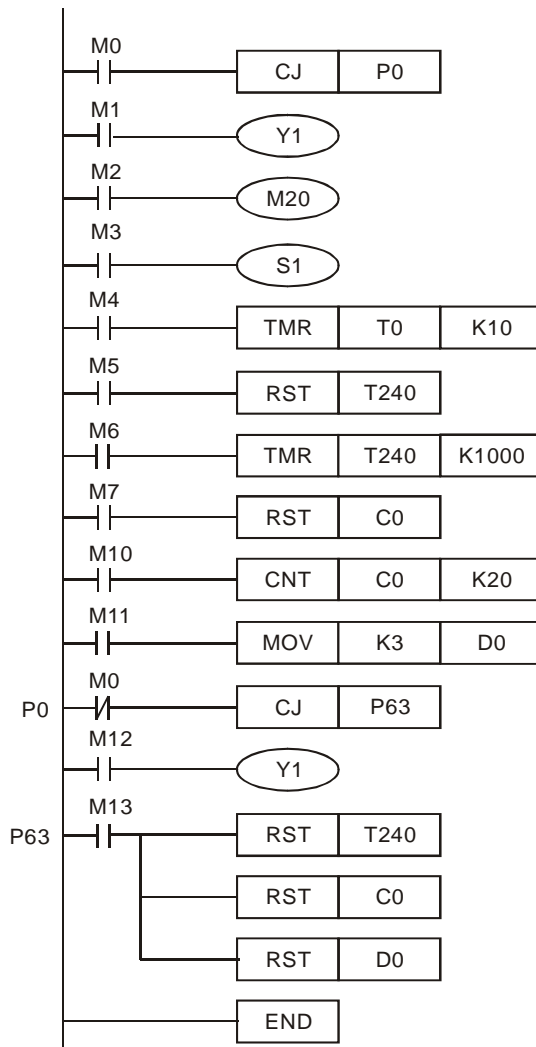 M0
CJ P0
M1
Y1
M2
M20
M3
S1
M4
TMR T0 K10
M5
RST T240
M6
TMR T240 K1000
M7
RST C0
M10
CNT C0 K20
M11
MOV K3 D0
M0
P0 CJ P63
M12
Y1
M13
P63 RST T240
RST C0
RST D0
END